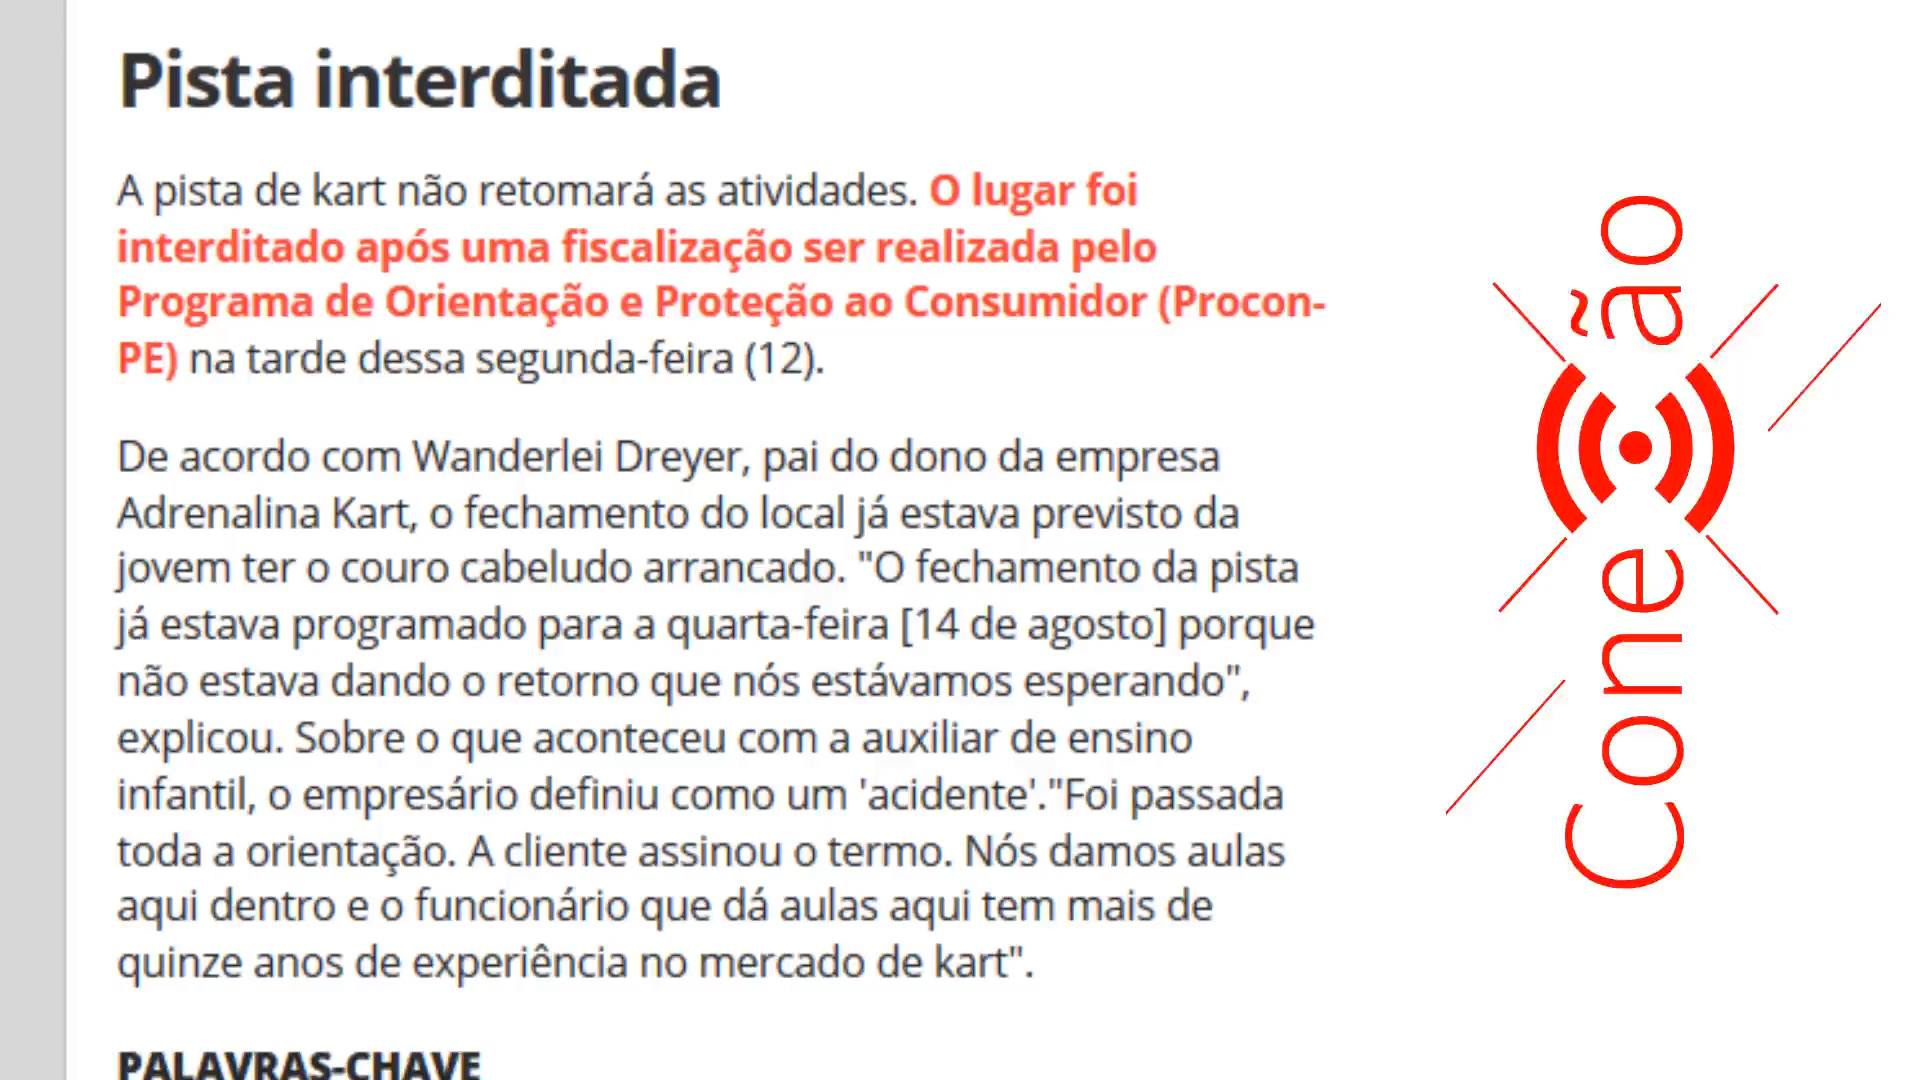 Pista interditada
A pista de kart não retomará as atividades. O lugar foi
interditado após uma fiscalização ser realizada pelo
Programa de Orientação e Proteção ao Consumidor (Procon-
PE) na tarde dessa segunda-feira (12).
De acordo com Wanderlei Dreyer, pai do dono da empresa
Adrenalina Kart, o fechamento do local já estava previsto da
jovem ter o couro cabeludo arrancado. "O fechamento da pista
já estava programado para a quarta-feira [14 de agosto] porque
não estava dando o retorno que nós estávamos esperando",
explicou. Sobre o que aconteceu com a auxiliar de ensino
infantil, o empresário definiu como um 'acidente'."Foi passada
toda a orientação. A cliente assinou o termo. Nós damos aulas
aqui dentro e o funcionário que dá aulas aqui tem mais de
quinze anos de experiência no mercado de kart".
PALAVRAS-CHAVE
Cone ão